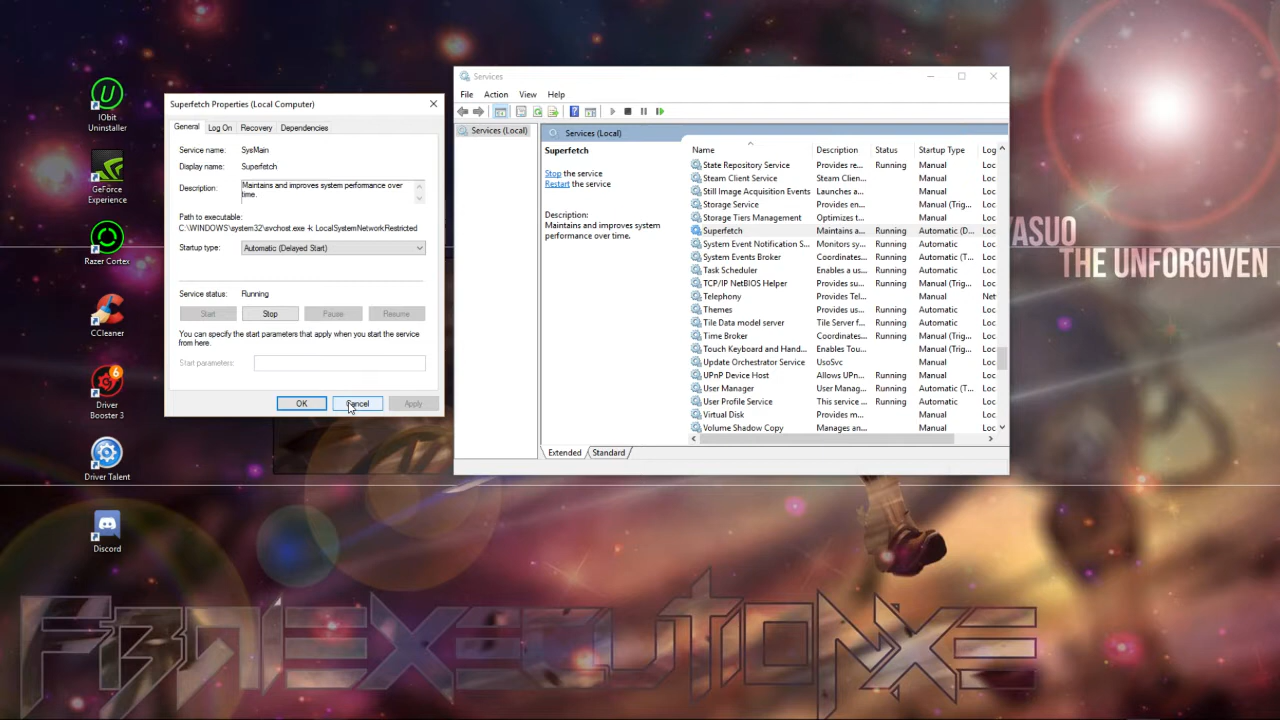 IObit
Uninstaller
GeForce
Experience
Razer Cortex
CCleaner
6
Driver
Booster 3
Driver Talent
Discord
Superfetch Properties (Local Computer)
General Log On Recovery Dependencies
Service name: SysMain
Display name: Superfetch
Description: Maintains and improves system performance over
time.
Path to executable:
C:\WINDOWS\system32\svchost.exe -k LocalSystemNetworkRestricted
Startup type: Automatic (Delayed Start)
Service status: Running
Start Stop Pause Resume
You can specify the start parameters that apply when you start the service
from here.
Start parameters:
OK Cancel Apply
Services
File Action View Help
Services (Local)
Services (Local)
Superfetch
Stop the service
Restart the service
Description:
Maintains and improves system
performance over time.
Name Description Status Startup Type Log
State Repository Service Provides re... Running Manual Loc
Steam Client Service Steam Clien... Manual Loc
Still Image Acquisition Events Launches a... Manual Loc
Storage Service Provides en... Manual (Trig... Loc
Storage Tiers Management Optimizes t... Manual Loc
Superfetch Maintains a... Running Automatic (D... Loc
System Event Notification S... Monitors sy... Running Automatic Loc
System Events Broker Coordinates... Running Automatic (T... Loc
Task Scheduler Enables a us... Running Automatic Loc
TCP/IP NetBIOS Helper Provides su... Running Manual (Trig... Loc
Telephony Provides Tel... Manual Net
Themes Provides us... Running Automatic Loc
Tile Data model server Tile Server f... Running Automatic Loc
Time Broker Coordinates... Running Manual (Trig... Loc
Touch Keyboard and Hand... Enables Tou... Manual (Trig... Loc
Update Orchestrator Service UsoSvc Manual Loc
UPnP Device Host Allows UPn... Running Manual Loc
User Manager User Manag... Running Automatic (T... Loc
User Profile Service This service ... Running Automatic Loc
Virtual Disk Provides m... Manual Loc
Volume Shadow Copy Manages an... Manual Loc
Extended Standard
YASUO
THE UNFORGIVEN